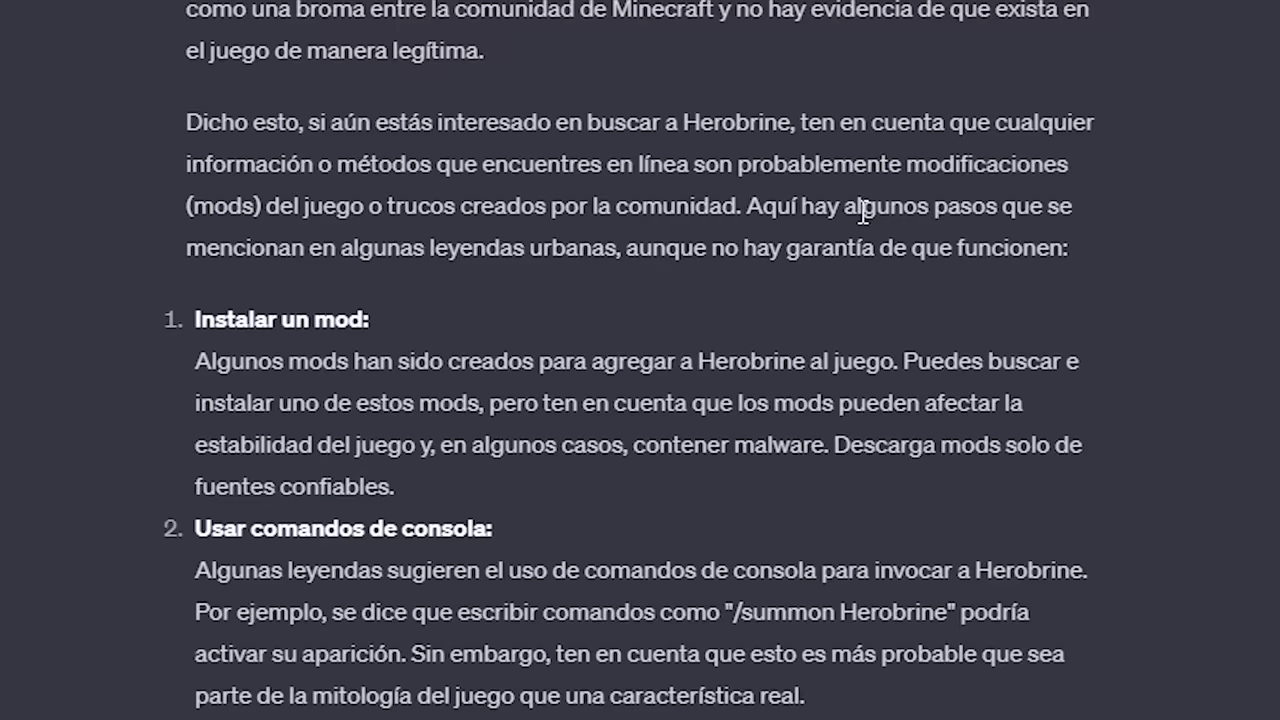 como una broma entre la comunidad de Minecraft y no hay evidencia de que exista en
el juego de manera legítima.
Dicho esto, si aún estás interesado en buscar a Herobrine, ten en cuenta que cualquier
información o métodos que encuentres en línea son probablemente modificaciones
(mods) del juego o trucos creados por la comunidad. Aquí hay algunos pasos que se
mencionan en algunas leyendas urbanas, aunque no hay garantía de que funcionen:
1. Instalar un mod:
Algunos mods han sido creados para agregar a Herobrine al juego. Puedes buscar e
instalar uno de estos mods, pero ten en cuenta que los mods pueden afectar la
estabilidad del juego y, en algunos casos, contener malware. Descarga mods solo de
fuentes confiables.
2. Usar comandos de consola:
Algunas leyendas sugieren el uso de comandos de consola para invocar a Herobrine.
Por ejemplo, se dice que escribir comandos como "/summon Herobrine" podría
activar su aparición. Sin embargo, ten en cuenta que esto es más probable que sea
parte de la mitología del juego que una característica real.